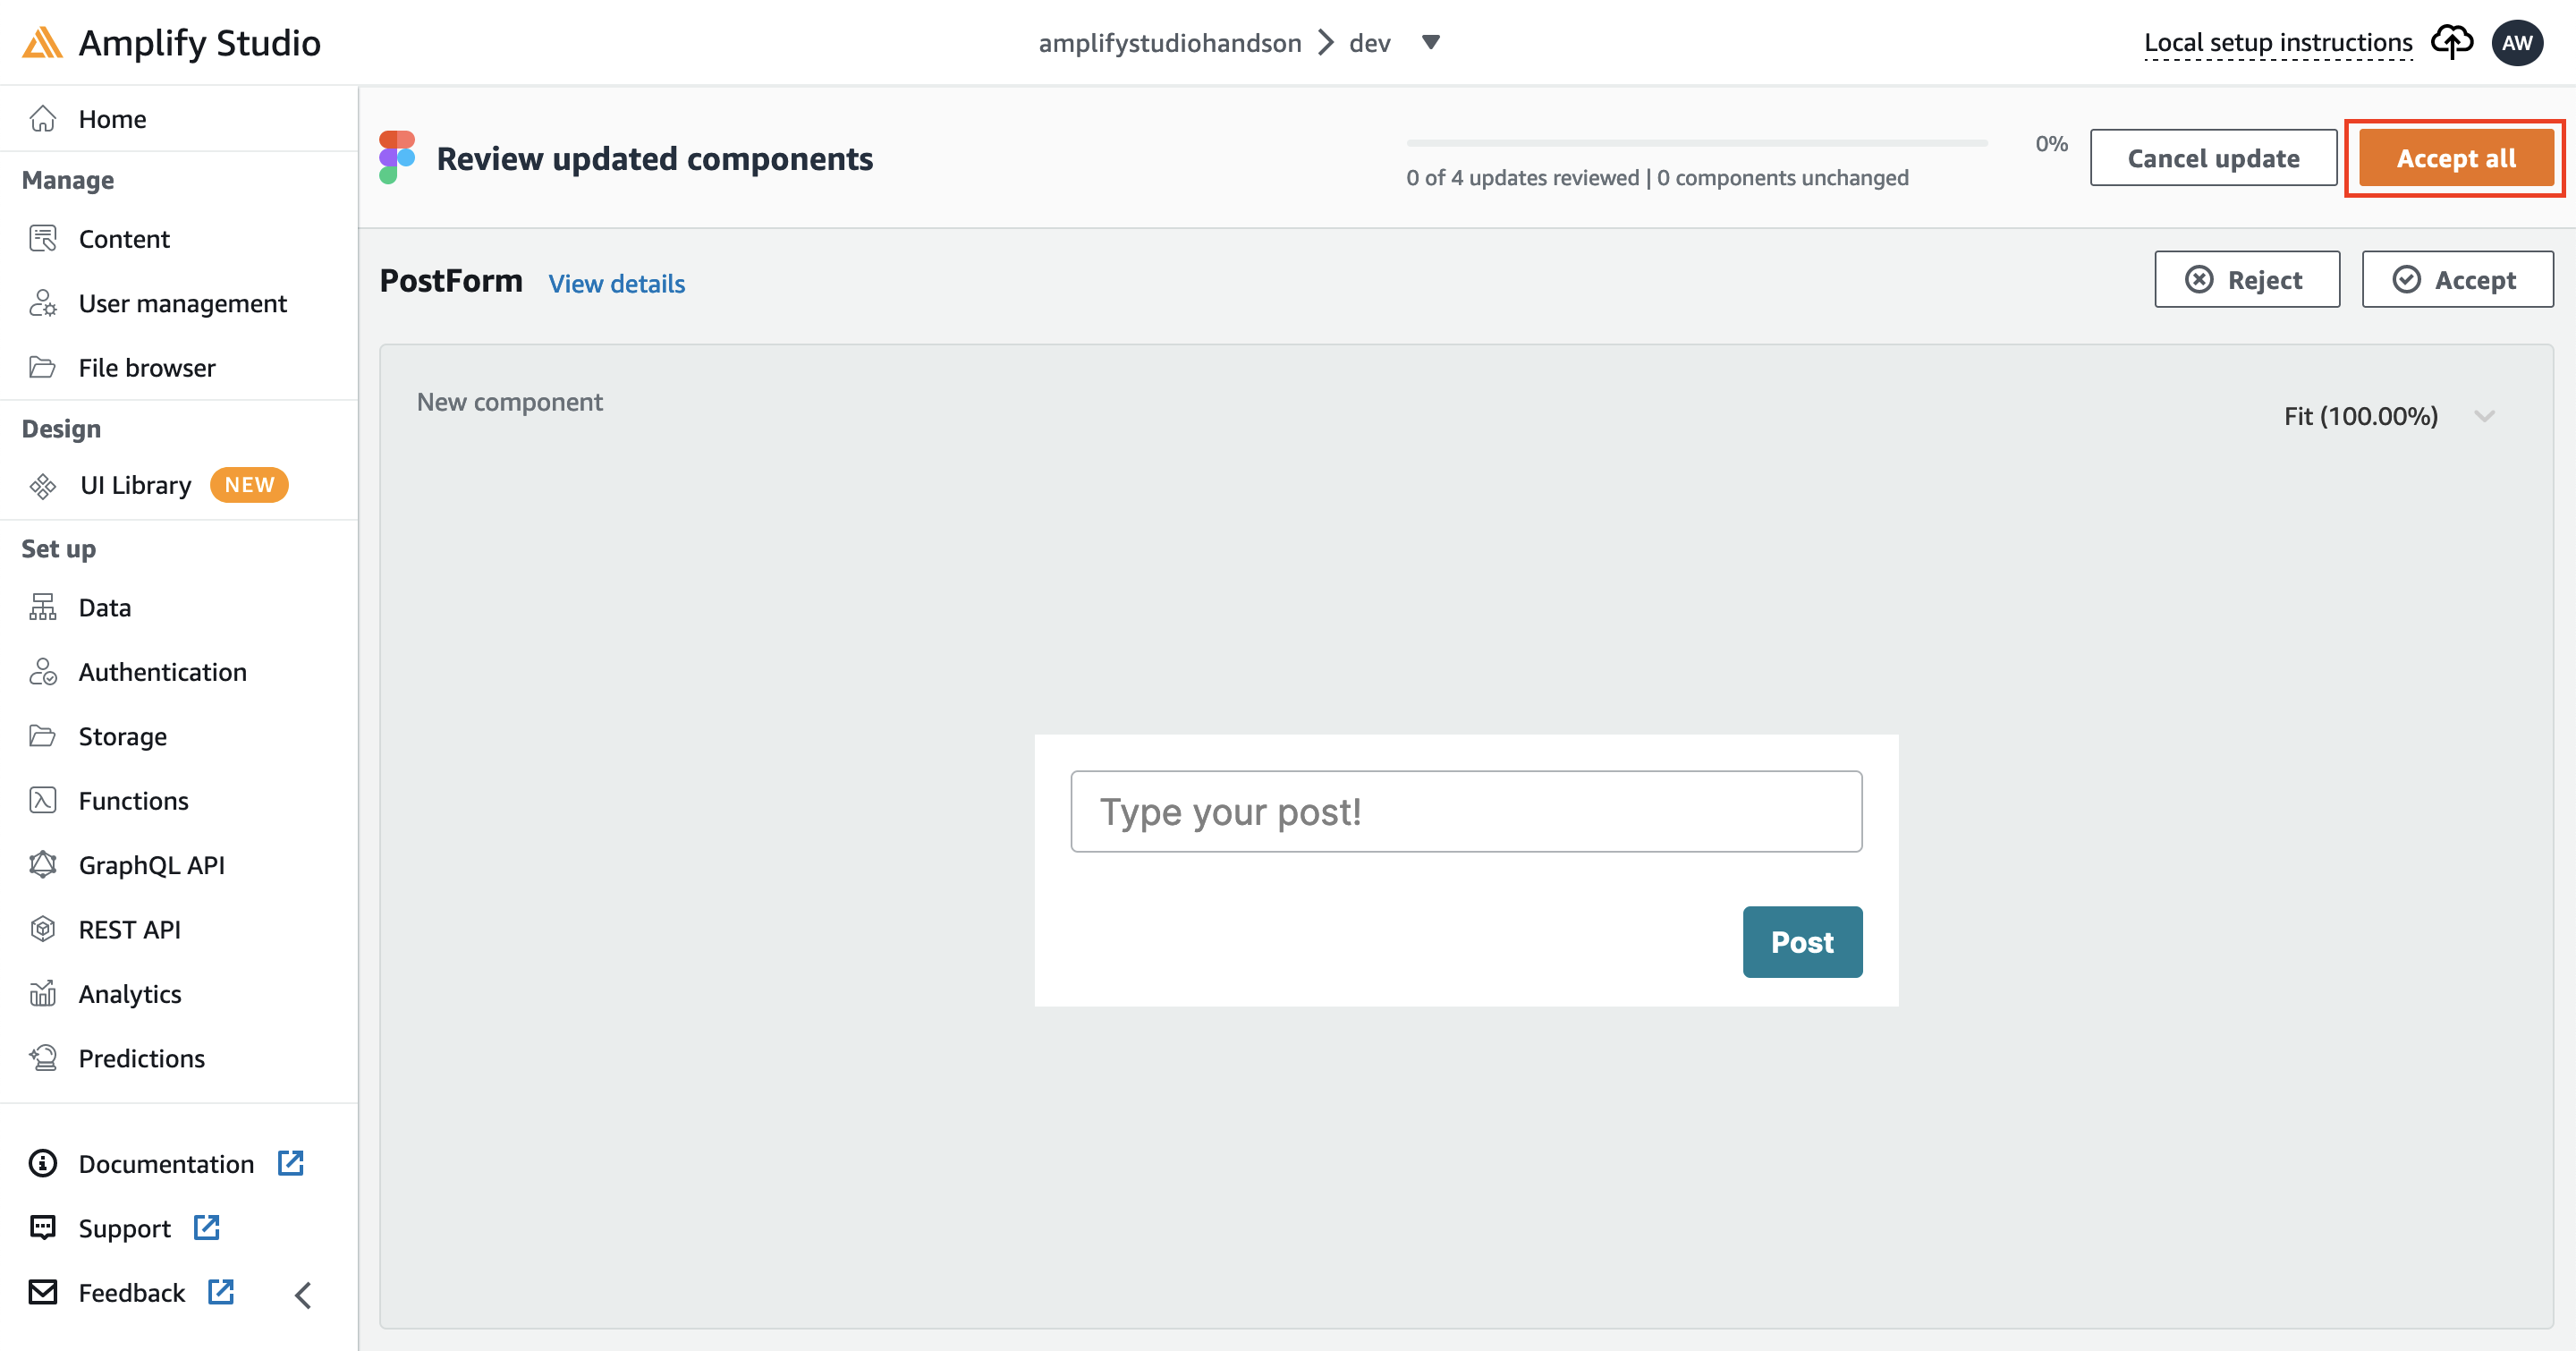 Amplify Studio
amplifystudiohandson
dev
Local setup instructions
AW
Home
Manage
Content
User management
File browser
Design
UI Library
NEW
Set up
Data
Authentication
Storage
Functions
GraphQL API
REST API
Analytics
Predictions
Documentation
Support
Feedback
Review updated components
0%
0 of 4 updates reviewed | 0 components unchanged
Cancel update
Accept all
PostForm
View details
Reject
Accept
New component
Fit (100.00%)
Type your post!
Post